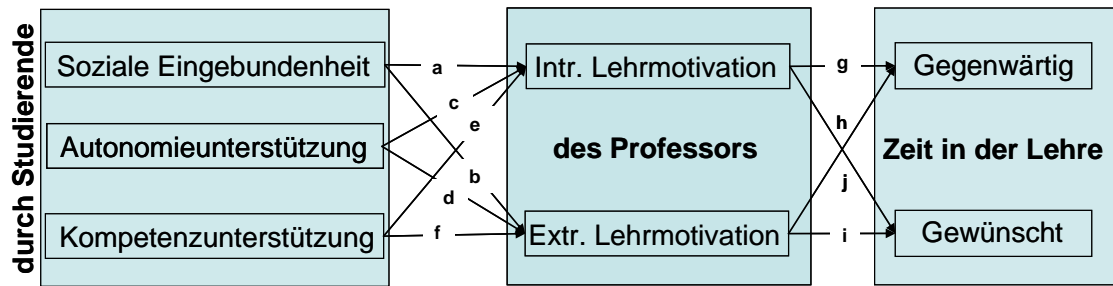 durch Studierende
Soziale Eingebundenheit
Autonomieunterstützung
Kompetenzunterstützung
a
c
e
b
d
f
Intr. Lehrmotivation
des Professors
Extr. Lehrmotivation
g
h
j
i
Gegenwärtig
Zeit in der Lehre
Gewünscht